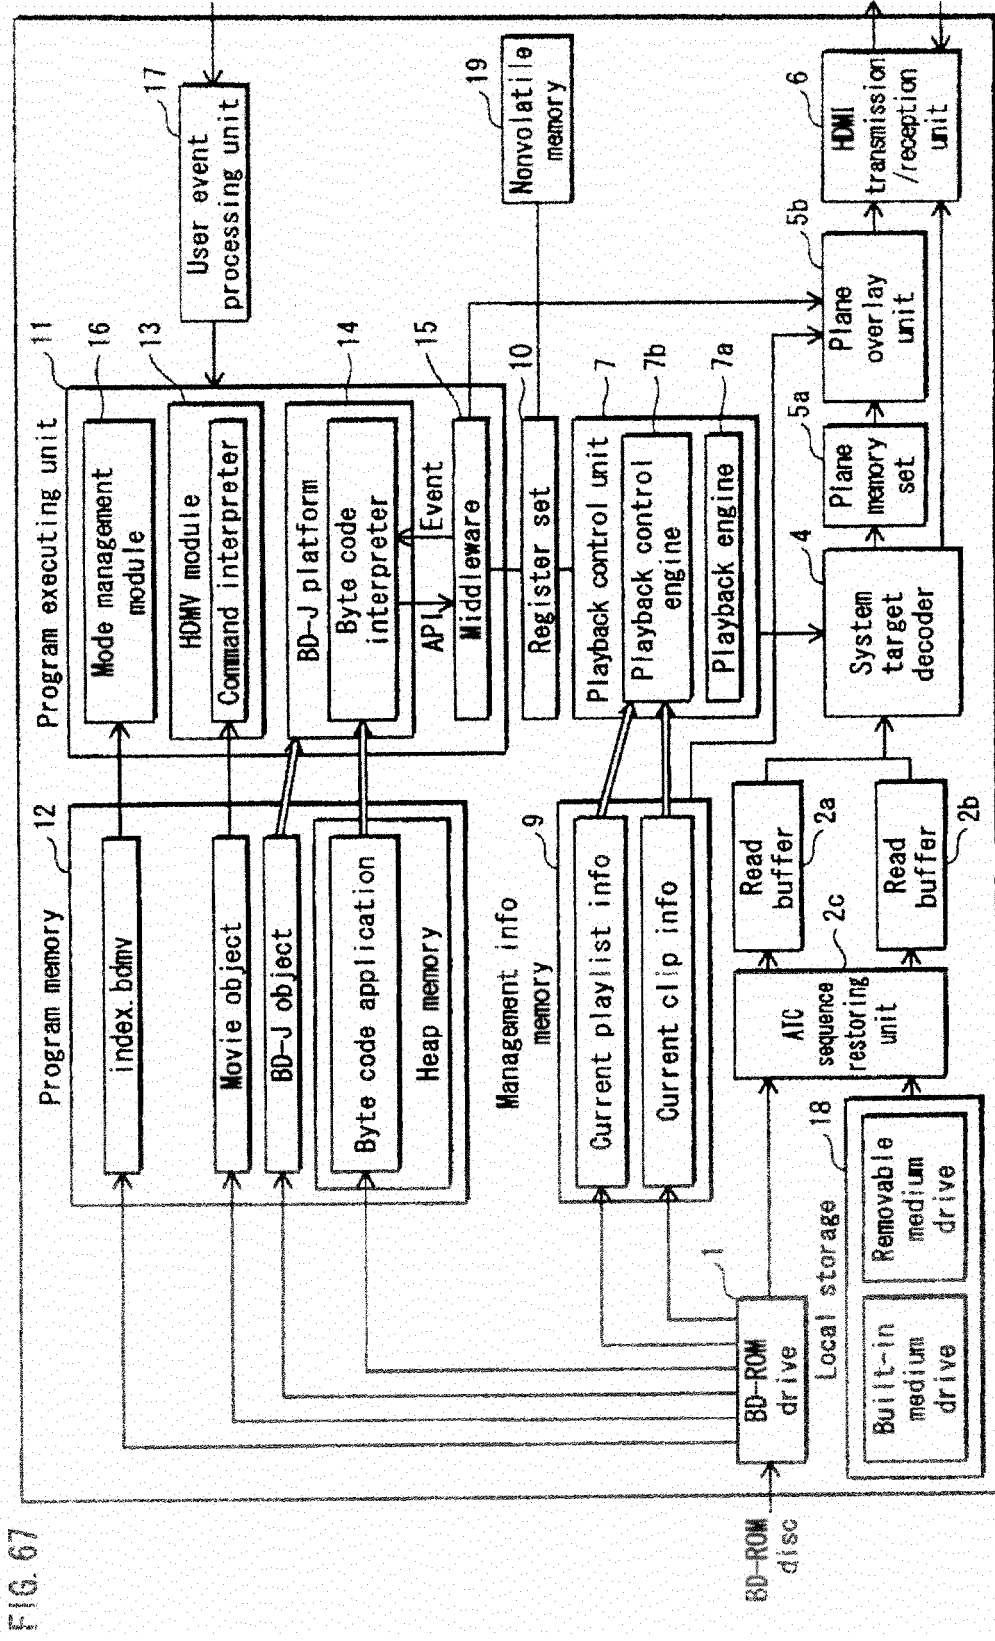 FIG. 67
Program memory
12
index.bdmv
Movie object
BD-J object
Byte code application
Heap memory
Program executing unit
11
Mode management
module
16
HDMV module
13
Command interpreter
BD-J platform
14
Byte code
interpreter
API
Event
Middleware
15
User event
processing unit
17
Nonvolatile
memory
19
Register set
10
Management info
memory
9
Current playlist info
Current clip info
Playback control unit
7
Playback control
engine
7b
Playback engine
7a
BD-ROM
disc
BD-ROM
drive
1
Local storage
18
Built-in
medium
drive
Removable
medium
drive
ATC
sequence
restoring
unit
2c
Read
buffer
2a
Read
buffer
2b
System
target
decoder
4
Plane
memory
set
5a
Plane
overlay
unit
5b
HDMI
transmission
/reception
unit
6